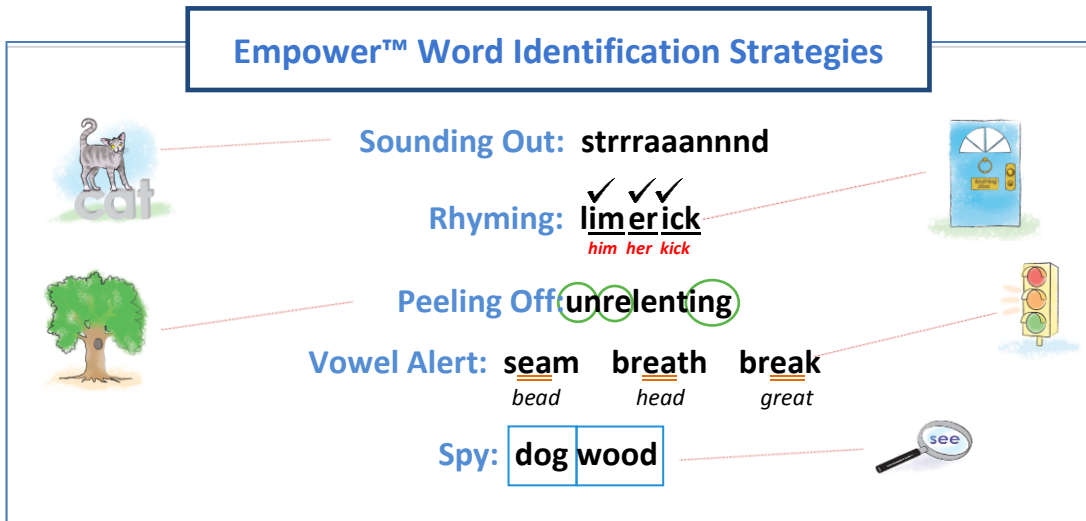 Empower™ Word Identification Strategies
Sounding Out: strrraaannnd
cat
Rhyming: limerick
him her kick
Peeling Off: unrelenting
Vowel Alert: seam breath break
bead head great
Spy: dog wood
see